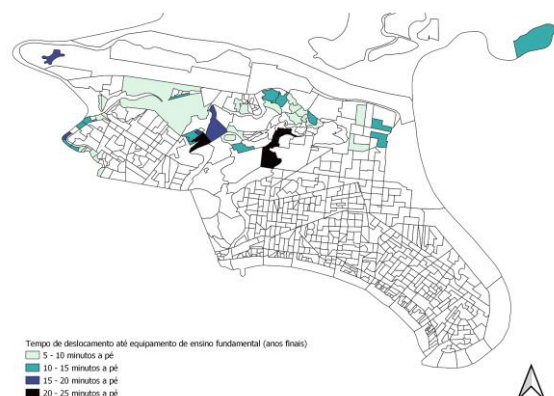 Tempo de deslocamento até equipamento de ensino fundamental (anos finais)
5 - 10 minutos a pé
10 - 15 minutos a pé
15 - 20 minutos a pé
20 - 25 minutos a pé